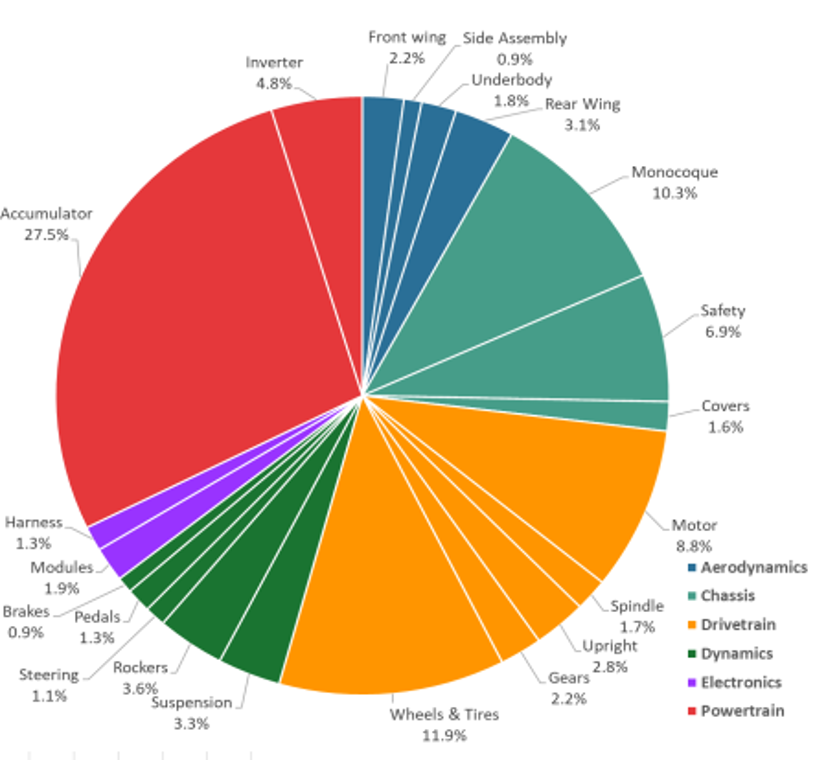 Front wing
2.2%
Side Assembly
0.9%
Underbody
1.8%
Rear Wing
3.1%
Monocoque
10.3%
Safety
6.9%
Covers
1.6%
Motor
8.8%
Spindle
1.7%
Upright
2.8%
Gears
2.2%
Wheels & Tires
11.9%
Suspension
3.3%
Rockers
3.6%
Steering
1.1%
Pedals
1.3%
Brakes
0.9%
Modules
1.9%
Harness
1.3%
Accumulator
27.5%
Inverter
4.8%
Aerodynamics
Chassis
Drivetrain
Dynamics
Electronics
Powertrain